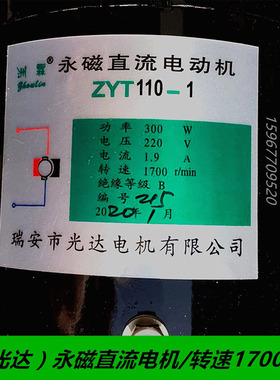 Zhoulin
® 永磁直流电动机
ZYT110-1
功率 300 W
电压 220 V
电流 1.9 A
转速 1700 r/min
绝缘等级 B
编号 215
2020年1月
瑞安市光达电机有限公司
15967709520
光达）永磁直流电机/转速1700